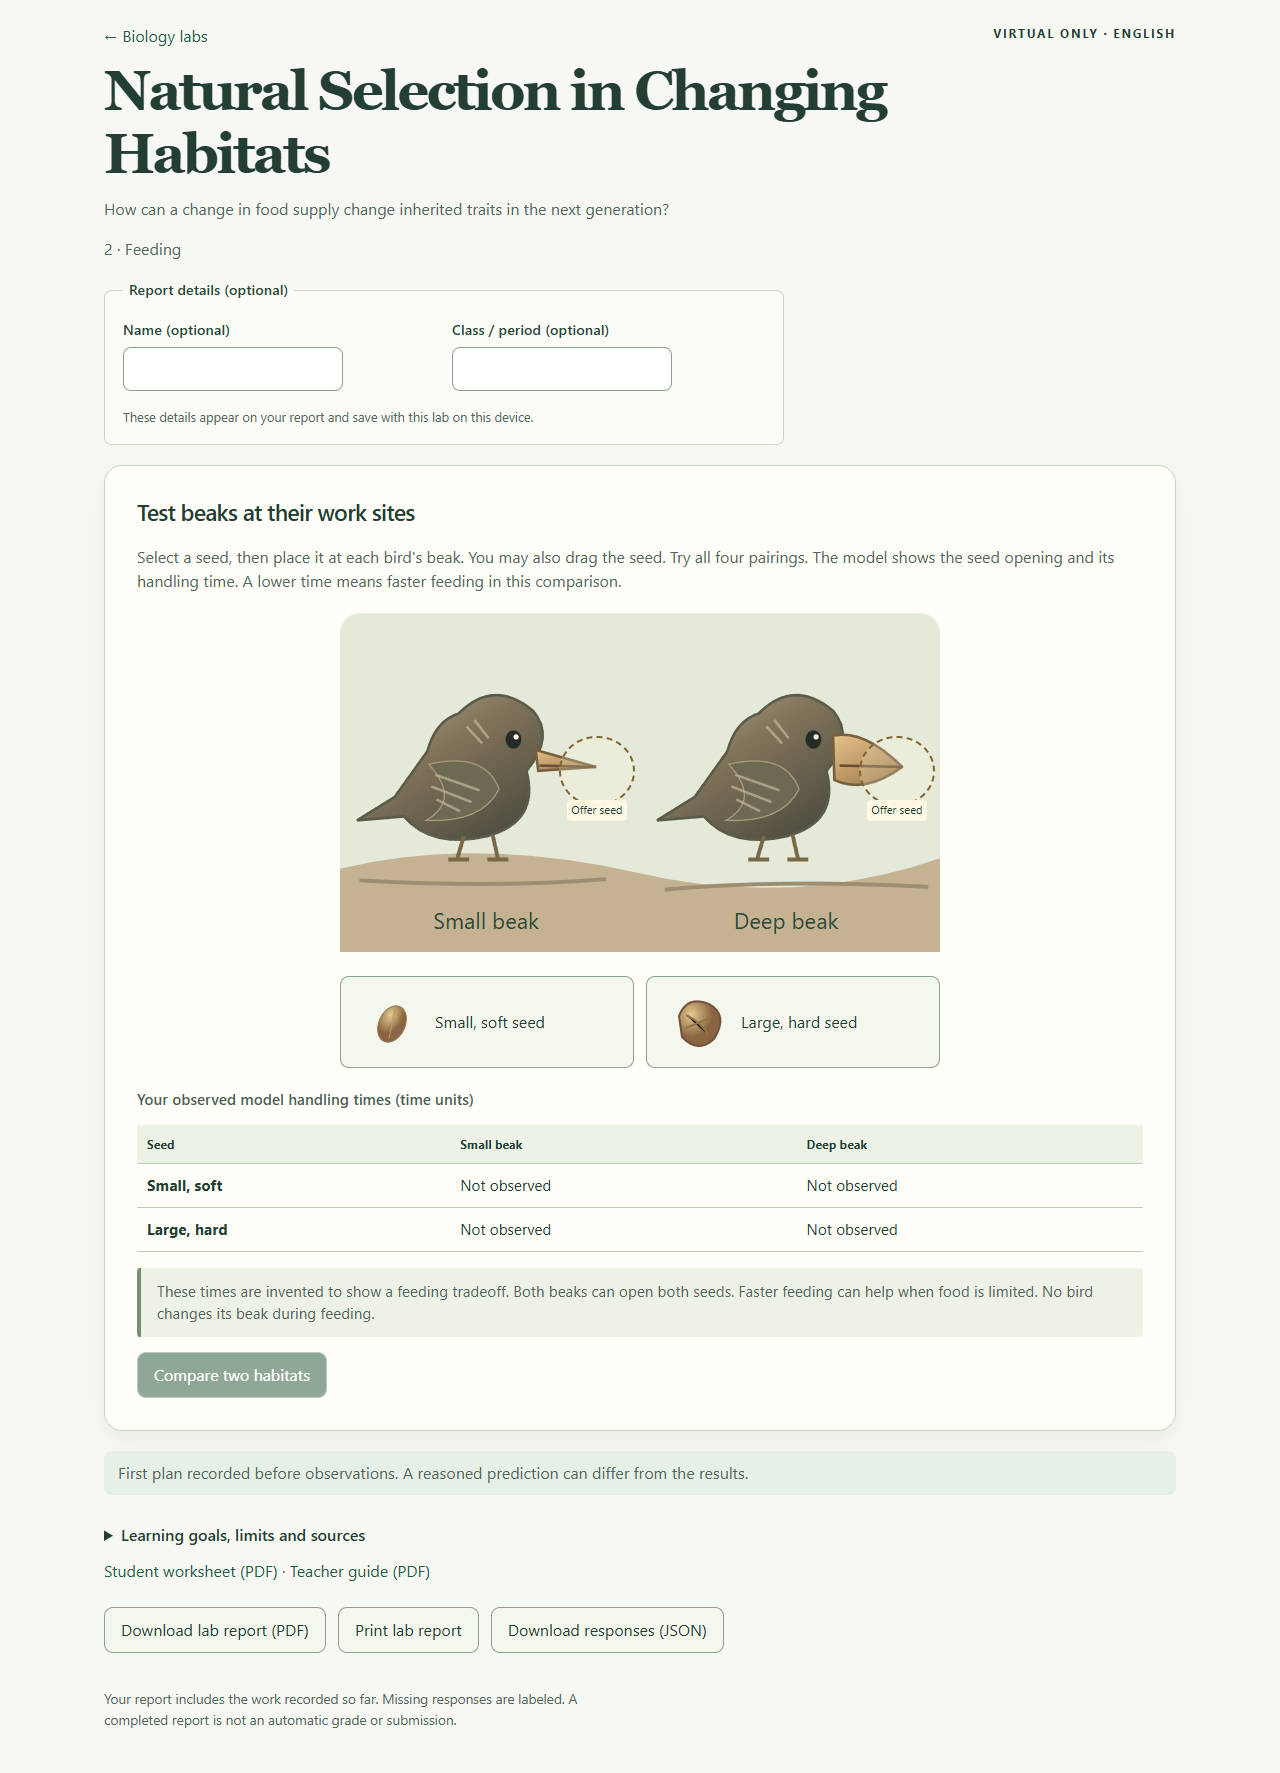 ← Biology labs
VIRTUAL ONLY · ENGLISH
Natural Selection in Changing
Habitats
How can a change in food supply change inherited traits in the next generation?
2 · Feeding
Report details (optional)
Name (optional)
Class / period (optional)
These details appear on your report and save with this lab on this device.
Test beaks at their work sites
Select a seed, then place it at each bird's beak. You may also drag the seed. Try all four pairings. The model shows the seed opening and its
handling time. A lower time means faster feeding in this comparison.
Offer seed
Offer seed
Small beak
Deep beak
Small, soft seed
Large, hard seed
Your observed model handling times (time units)
Seed Small beak Deep beak
Small, soft Not observed Not observed
Large, hard Not observed Not observed
These times are invented to show a feeding tradeoff. Both beaks can open both seeds. Faster feeding can help when food is limited. No bird
changes its beak during feeding.
Compare two habitats
First plan recorded before observations. A reasoned prediction can differ from the results.
▶ Learning goals, limits and sources
Student worksheet (PDF) · Teacher guide (PDF)
Download lab report (PDF)
Print lab report
Download responses (JSON)
Your report includes the work recorded so far. Missing responses are labeled. A
completed report is not an automatic grade or submission.